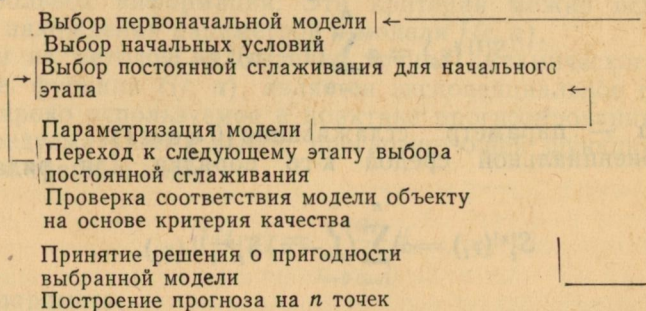 Выбор первоначальной модели
Выбор начальных условий
Выбор постоянной сглаживания для начального
этапа
Параметризация модели
Переход к следующему этапу выбора
постоянной сглаживания
Проверка соответствия модели объекту
на основе критерия качества
Принятие решения о пригодности
выбранной модели
Построение прогноза на n точек